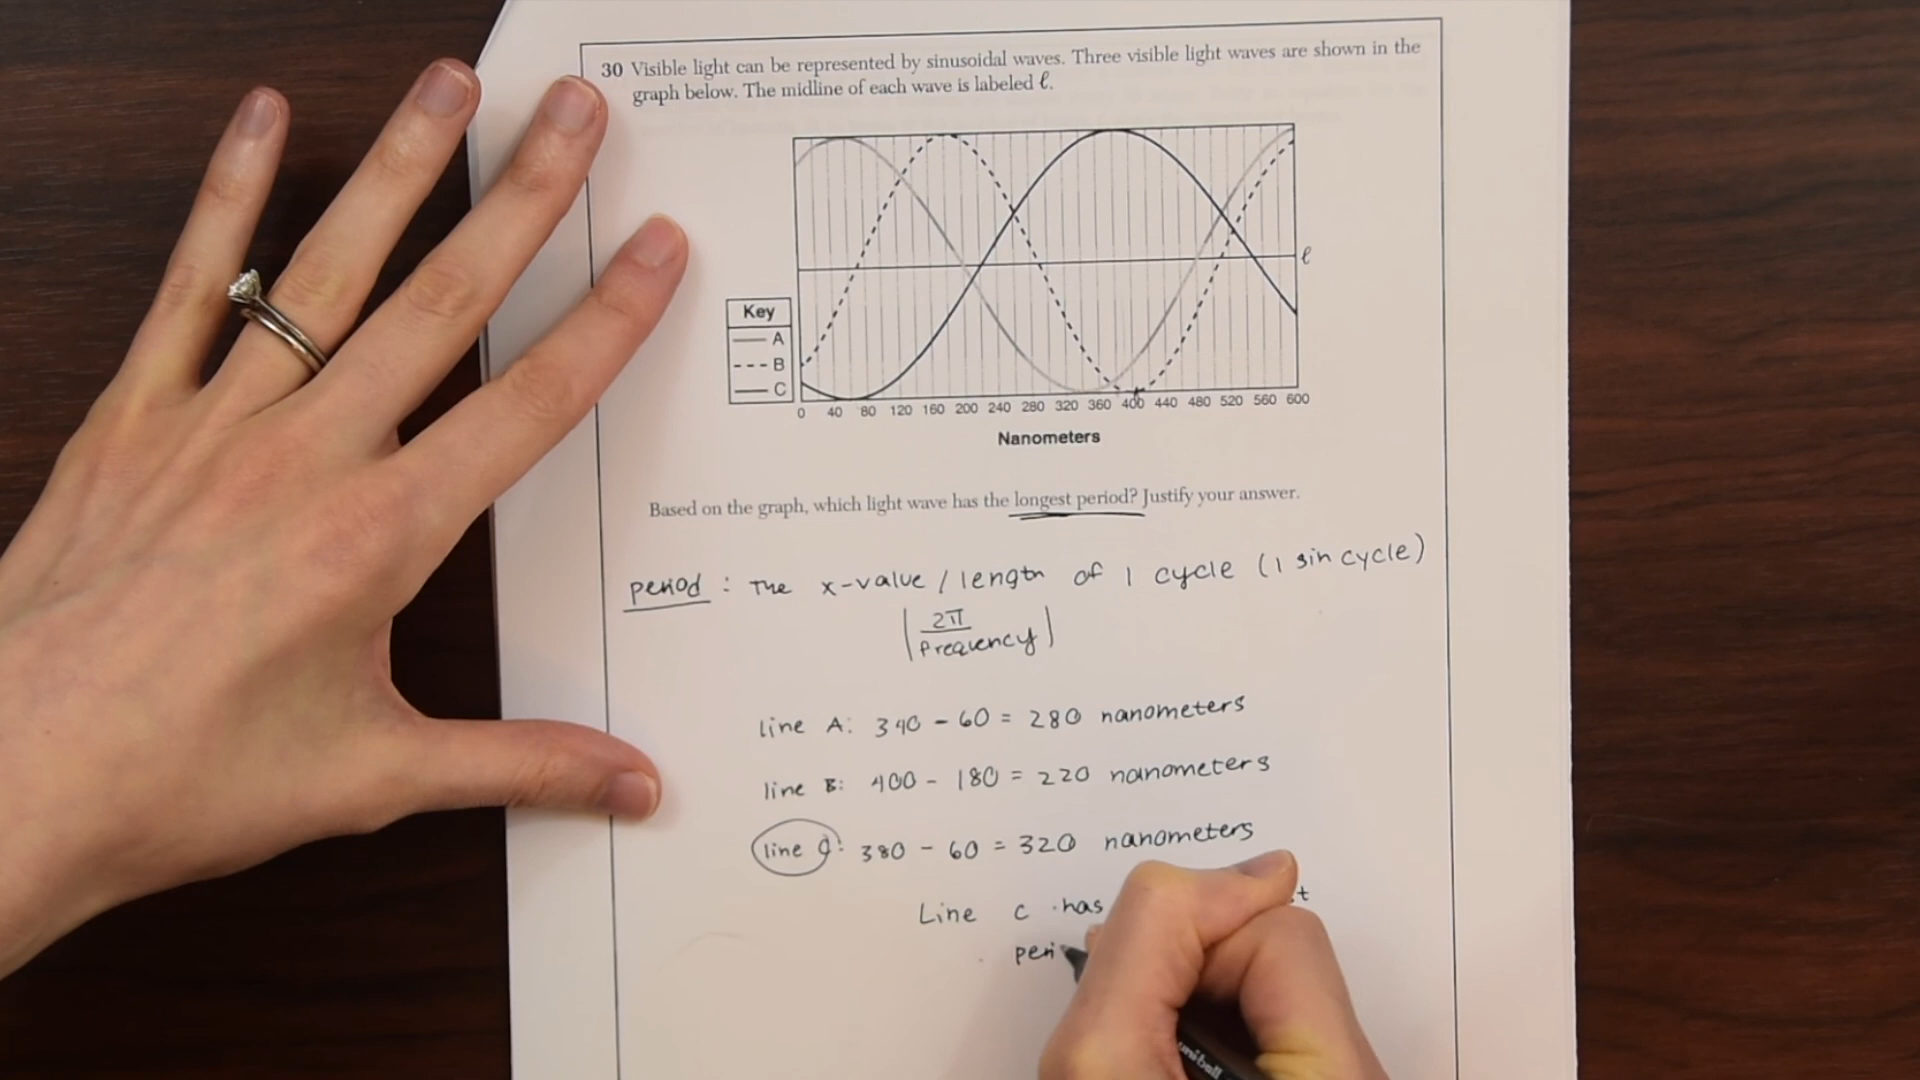 30 Visible light can be represented by sinusoidal waves. Three visible light waves are shown in the
graph below. The midline of each wave is labeled ℓ.
ℓ
Key
A
B
C
0 40 80 120 160 200 240 280 320 360 400 440 480 520 560 600
Nanometers
Based on the graph, which light wave has the longest period? Justify your answer.
period : The x-value / length of 1 cycle (1 sin cycle)
|2π
frequency|
line A: 340 - 60 = 280 nanometers
line B: 400 - 180 = 220 nanometers
line C: 380 - 60 = 320 nanometers
Line C has
uniball